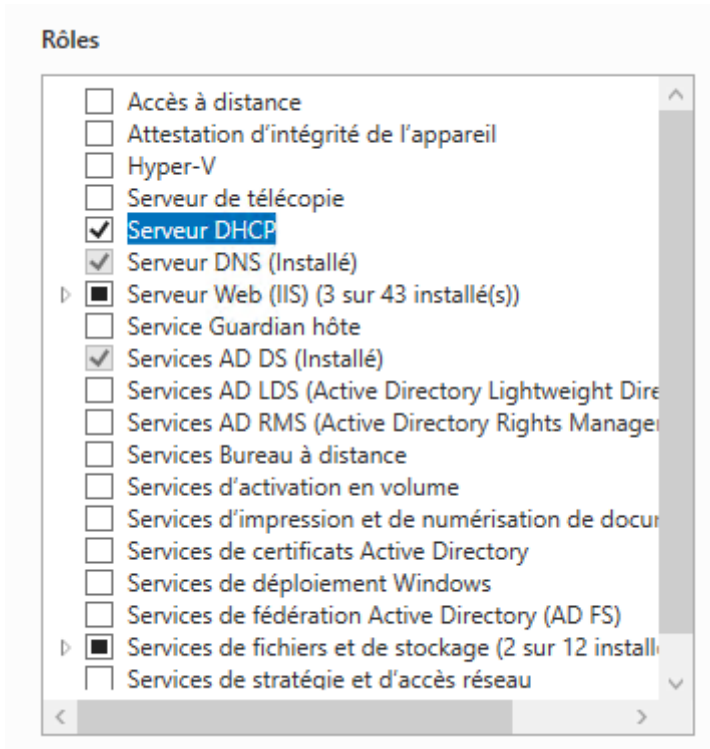 Rôles
Accès à distance
Attestation d’intégrité de l’appareil
Hyper-V
Serveur de télécopie
Serveur DHCP
Serveur DNS (Installé)
Serveur Web (IIS) (3 sur 43 installé(s))
Service Guardian hôte
Services AD DS (Installé)
Services AD LDS (Active Directory Lightweight Dire
Services AD RMS (Active Directory Rights Manage
Services Bureau à distance
Services d’activation en volume
Services d’impression et de numérisation de docu
Services de certificats Active Directory
Services de déploiement Windows
Services de fédération Active Directory (AD FS)
Services de fichiers et de stockage (2 sur 12 install
Services de stratégie et d’accès réseau